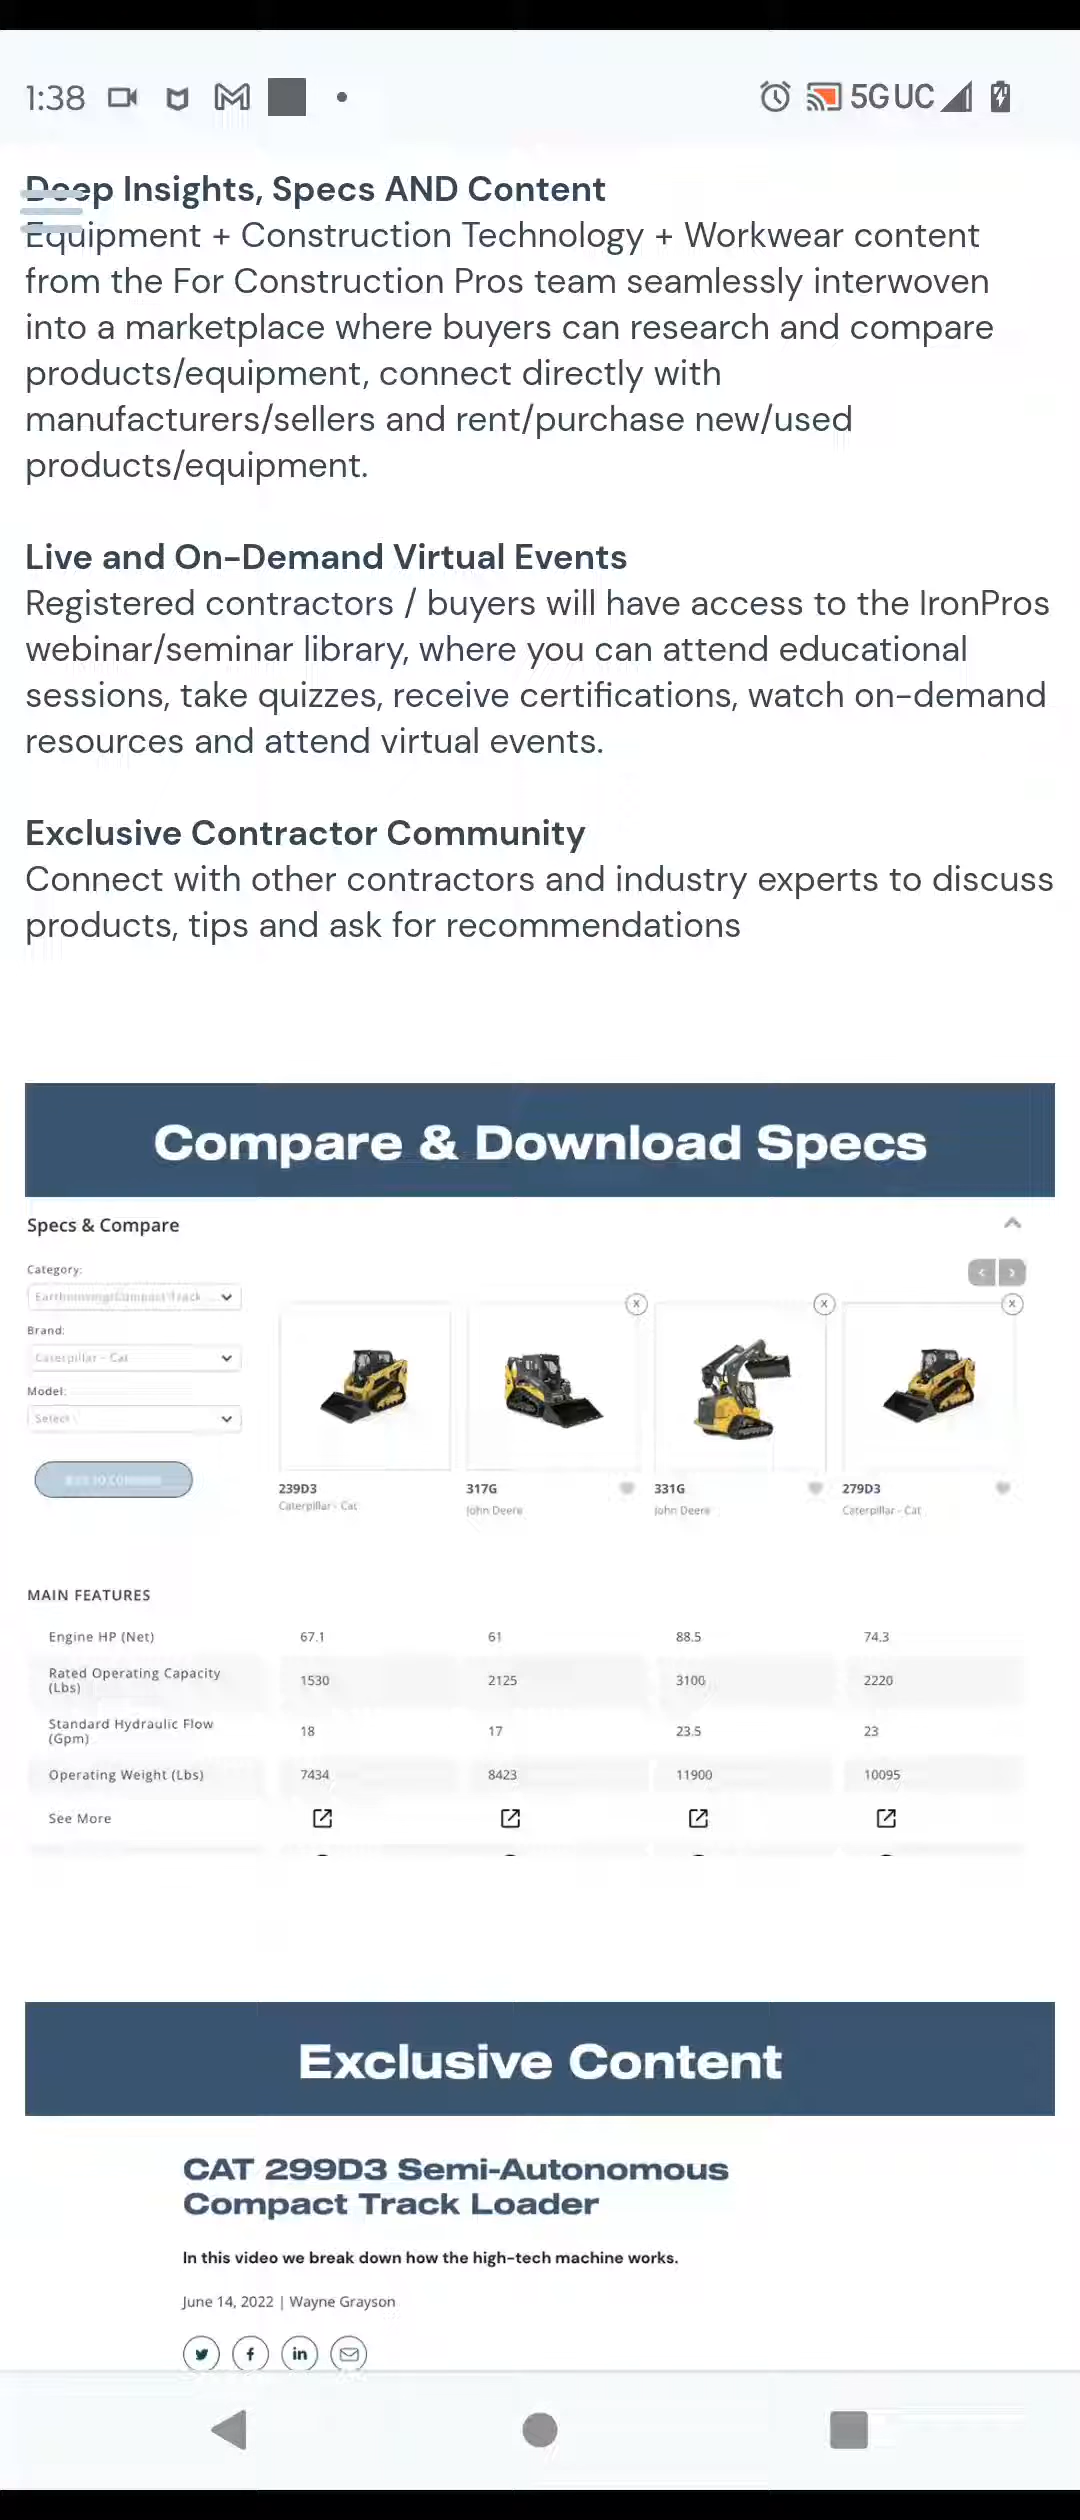 1:38
5G UC
Deep Insights, Specs AND Content
Equipment + Construction Technology + Workwear content
from the For Construction Pros team seamlessly interwoven
into a marketplace where buyers can research and compare
products/equipment, connect directly with
manufacturers/sellers and rent/purchase new/used
products/equipment.
Live and On-Demand Virtual Events
Registered contractors / buyers will have access to the IronPros
webinar/seminar library, where you can attend educational
sessions, take quizzes, receive certifications, watch on-demand
resources and attend virtual events.
Exclusive Contractor Community
Connect with other contractors and industry experts to discuss
products, tips and ask for recommendations
Compare & Download Specs
Specs & Compare
Category:
Earthmoving/Compact Track ...
Brand:
Caterpillar - Cat
Model:
Select
239D3 317G 331G 279D3
Caterpillar - Cat John Deere John Deere Caterpillar - Cat
MAIN FEATURES
Engine HP (Net) 67.1 61 88.5 74.3
Rated Operating Capacity
(Lbs) 1530 2125 3100 2220
Standard Hydraulic Flow
(Gpm) 18 17 23.5 23
Operating Weight (Lbs) 7434 8423 11900 10095
See More
Exclusive Content
CAT 299D3 Semi-Autonomous
Compact Track Loader
In this video we break down how the high-tech machine works.
June 14, 2022 | Wayne Grayson